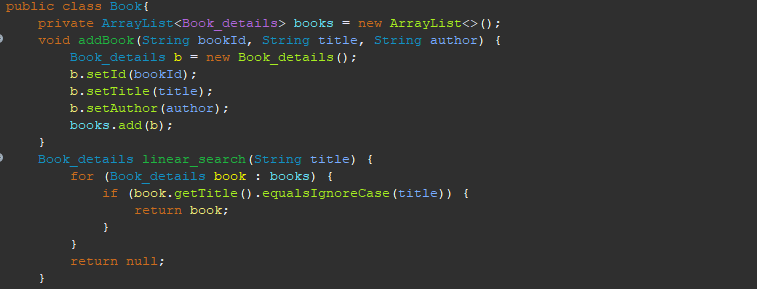 public class Book{
private ArrayList<Book_details> books = new ArrayList<>();
void addBook(String bookId, String title, String author) {
Book_details b = new Book_details();
b.setId(bookId);
b.setTitle(title);
b.setAuthor(author);
books.add(b);
}
Book_details linear_search(String title) {
for (Book_details book : books) {
if (book.getTitle().equalsIgnoreCase(title)) {
return book;
}
}
return null;
}